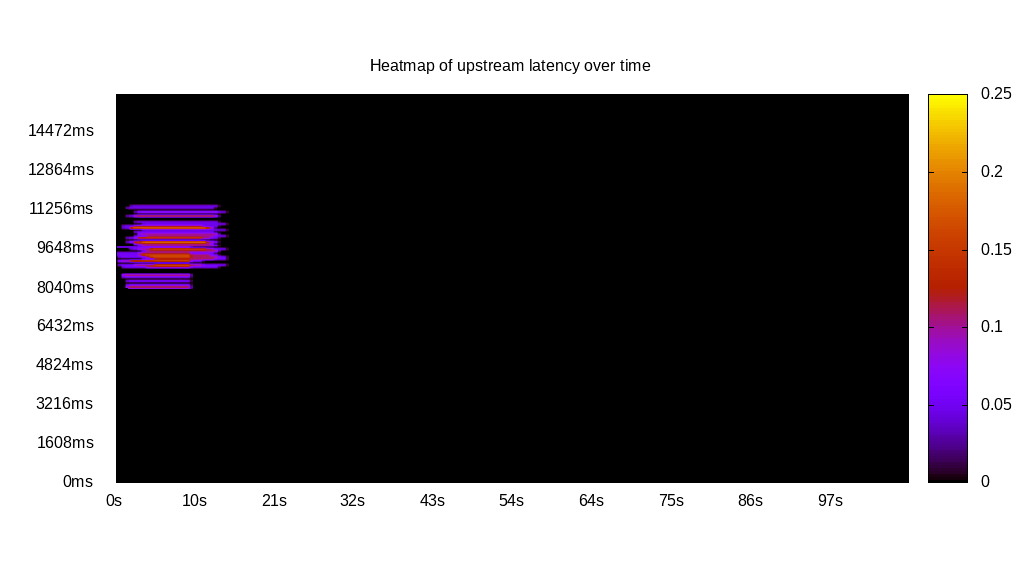 Heatmap of upstream latency over time
14472ms
12864ms
11256ms
9648ms
8040ms
6432ms
4824ms
3216ms
1608ms
0ms
0s 10s 21s 32s 43s 54s 64s 75s 86s 97s
0.25
0.2
0.15
0.1
0.05
0